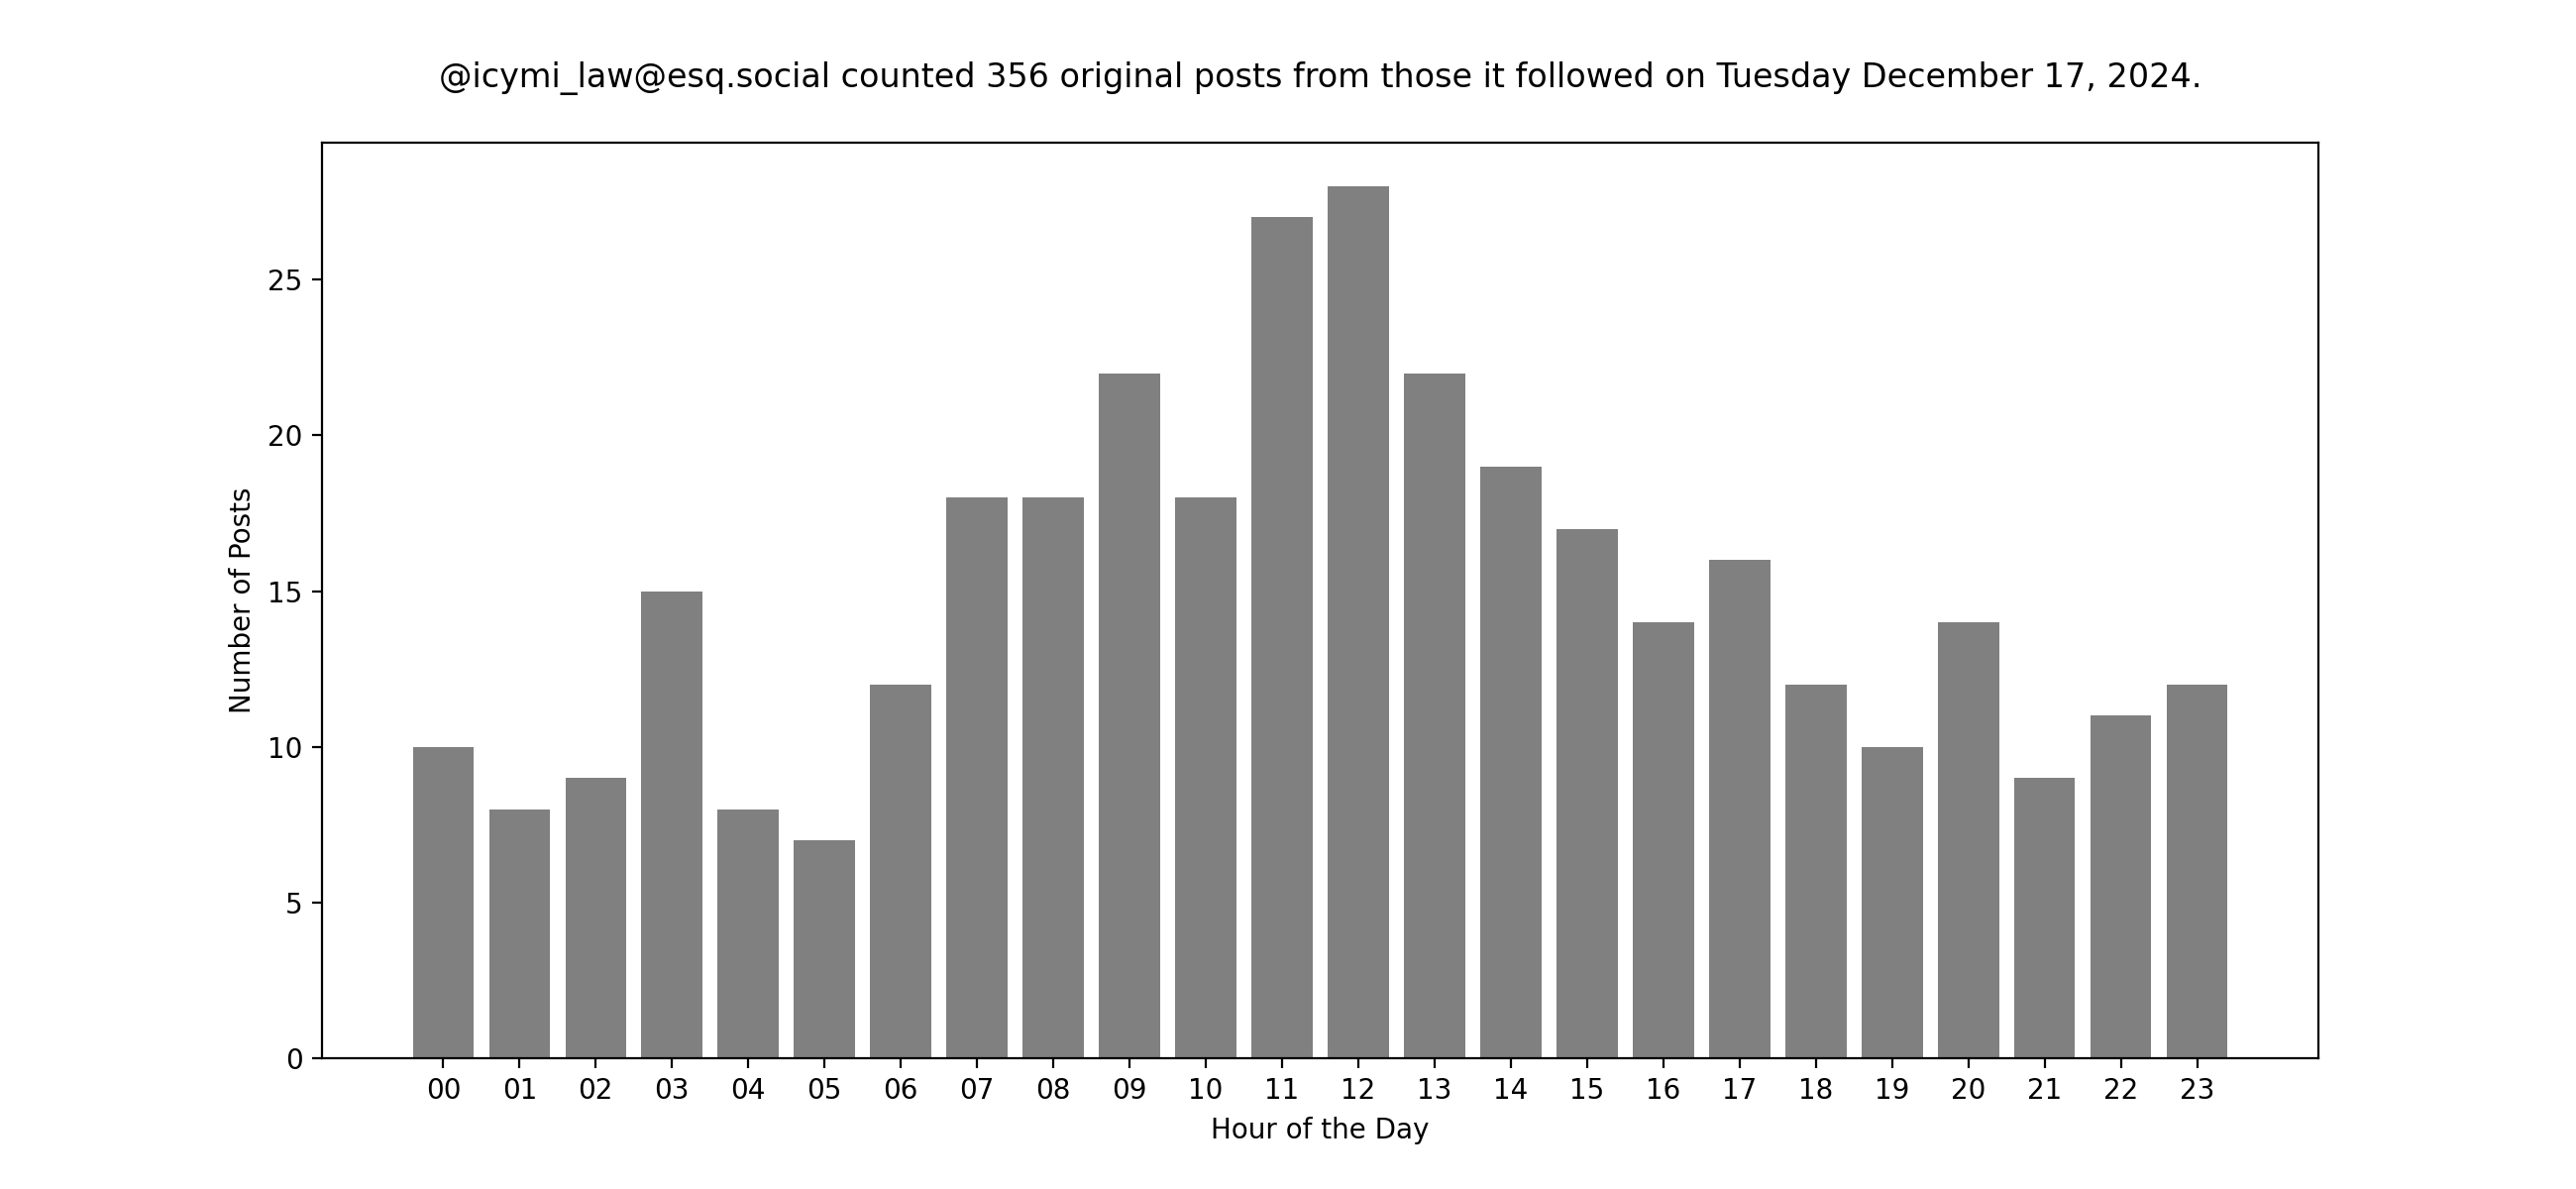 @icymi_law@esq.social counted 356 original posts from those it followed on Tuesday December 17, 2024.
25
20
15
10
5
0
Number of Posts
00 01 02 03 04 05 06 07 08 09 10 11 12 13 14 15 16 17 18 19 20 21 22 23
Hour of the Day